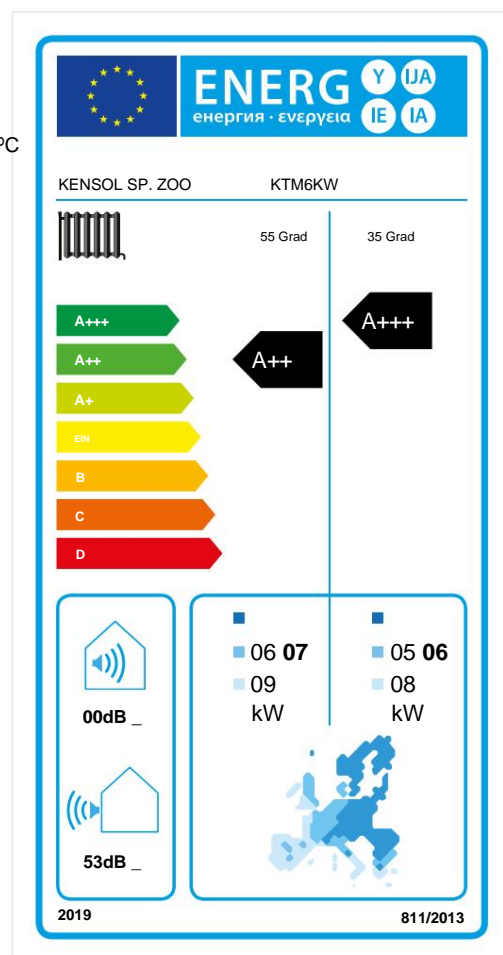 ENERG Y IJA
енергия · ενεργεια IE IA
ºC
KENSOL SP. ZOO KTM6KW
55 Grad 35 Grad
A+++
A++
A+
EIN
B
C
D
A++
A+++
00dB _
53dB _
06 07
09
kW
05 06
08
kW
2019 811/2013